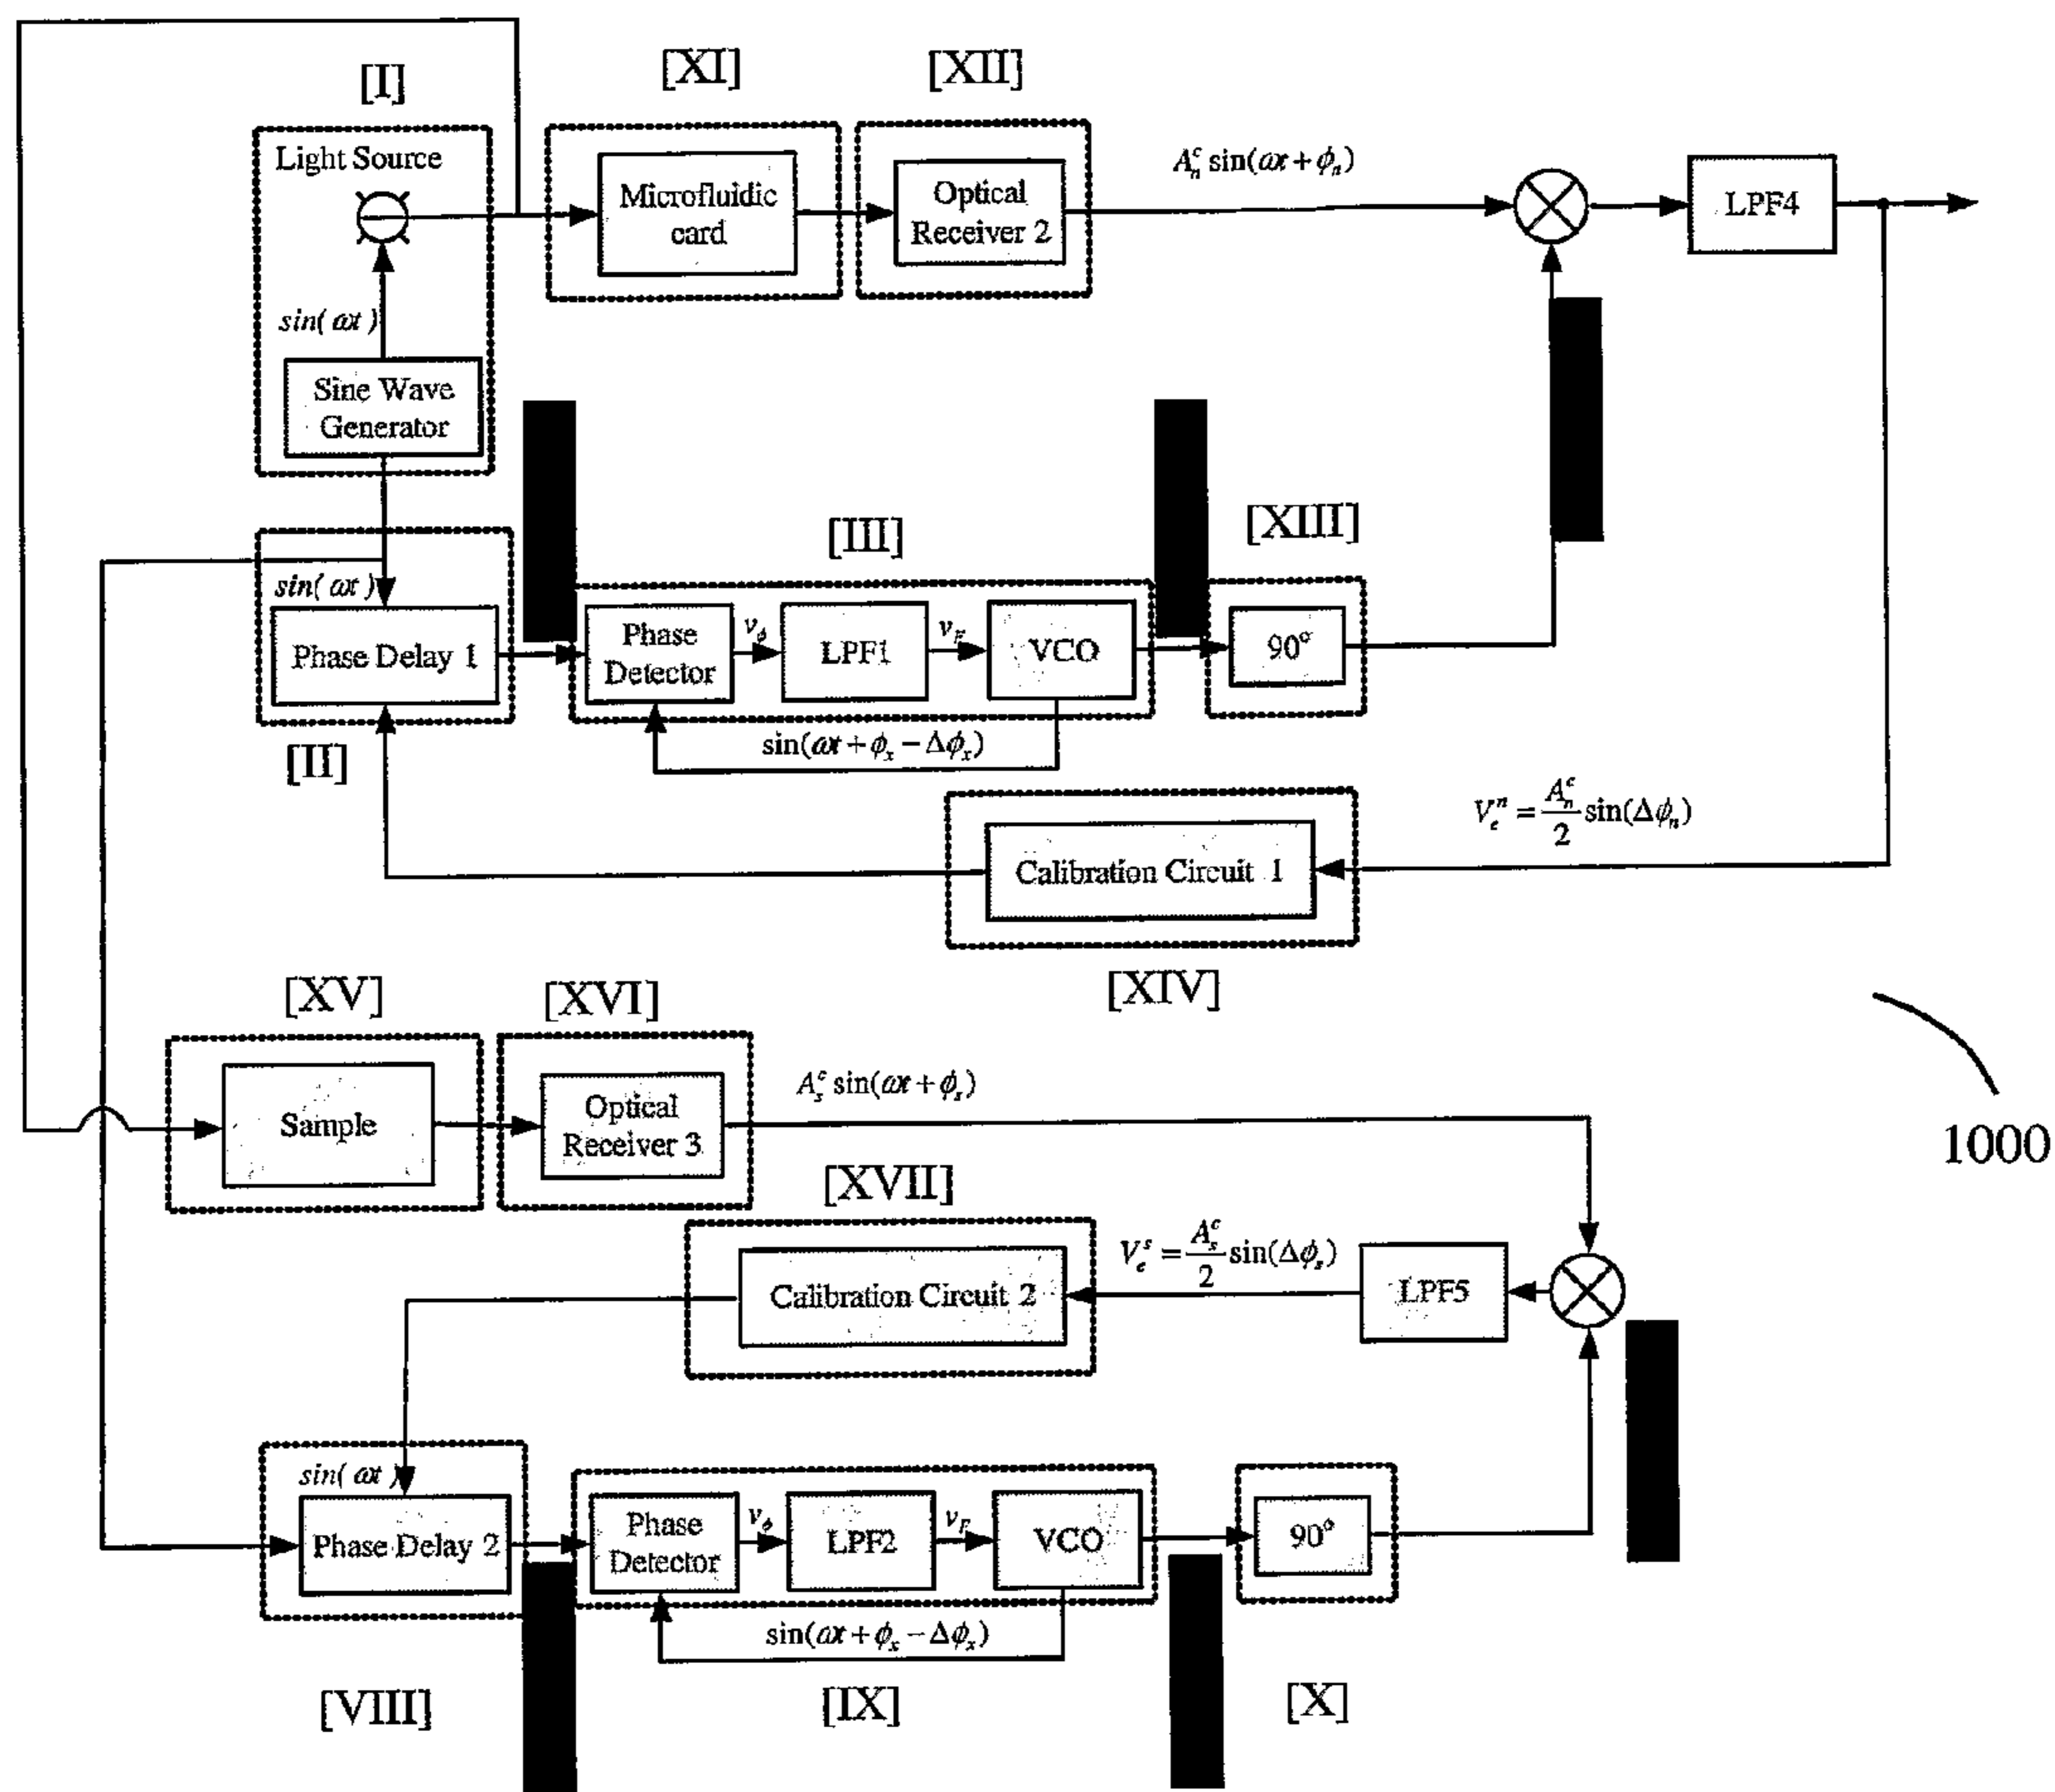 [I]
[XI]
[XII]
Light Source
Microfluidic
card
Optical
Receiver 2
A_n^c sin(ωt + ϕ_n)
LPF4
sin( ωt )
Sine Wave
Generator
[III]
[XIII]
sin( ωt )
Phase Delay 1
Phase
Detector
v_ϕ
LPF1
v_F
VCO
90°
sin(ωt + ϕ_x − Δϕ_x)
[II]
V_e^n = A_n^c/2 sin(Δϕ_n)
Calibration Circuit 1
[XIV]
[XV]
[XVI]
Sample
Optical
Receiver 3
A_s^c sin(ωt + ϕ_s)
1000
[XVII]
Calibration Circuit 2
V_e^s = A_s^c/2 sin(Δϕ_s)
LPF5
sin( ωt )
Phase Delay 2
Phase
Detector
v_ϕ
LPF2
v_F
VCO
90°
sin(ωt + ϕ_x − Δϕ_x)
[VIII]
[IX]
[X]